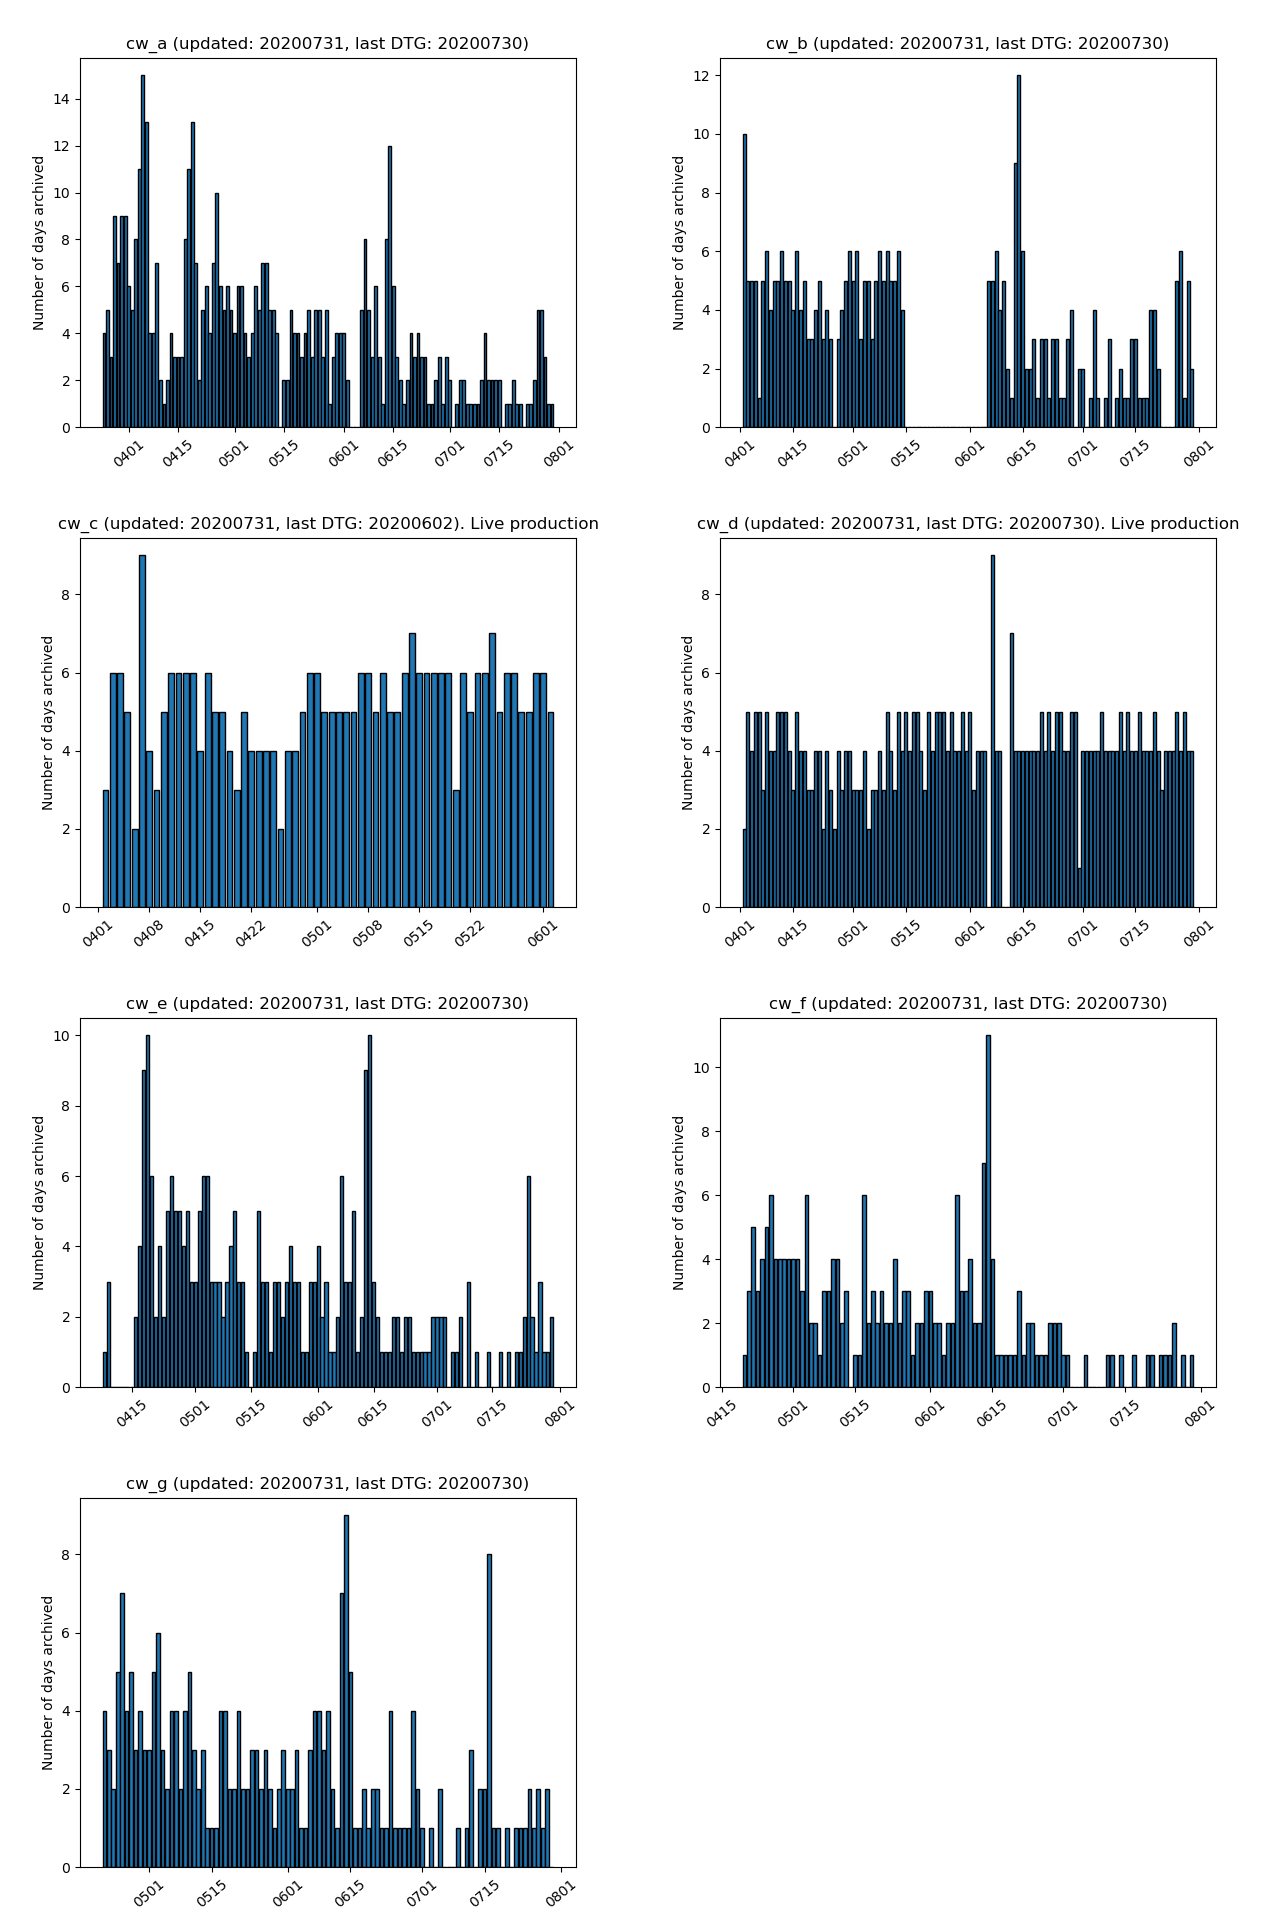 cw_a (updated: 20200731, last DTG: 20200730)
Number of days archived
14
12
10
8
6
4
2
0
0401 0415 0501 0515 0601 0615 0701 0715 0801
cw_b (updated: 20200731, last DTG: 20200730)
Number of days archived
12
10
8
6
4
2
0
0401 0415 0501 0515 0601 0615 0701 0715 0801
cw_c (updated: 20200731, last DTG: 20200602). Live production
Number of days archived
8
6
4
2
0
0401 0408 0415 0422 0501 0508 0515 0522 0601
cw_d (updated: 20200731, last DTG: 20200730). Live production
Number of days archived
8
6
4
2
0
0401 0415 0501 0515 0601 0615 0701 0715 0801
cw_e (updated: 20200731, last DTG: 20200730)
Number of days archived
10
8
6
4
2
0
0415 0501 0515 0601 0615 0701 0715 0801
cw_f (updated: 20200731, last DTG: 20200730)
Number of days archived
10
8
6
4
2
0
0415 0501 0515 0601 0615 0701 0715 0801
cw_g (updated: 20200731, last DTG: 20200730)
Number of days archived
8
6
4
2
0
0501 0515 0601 0615 0701 0715 0801